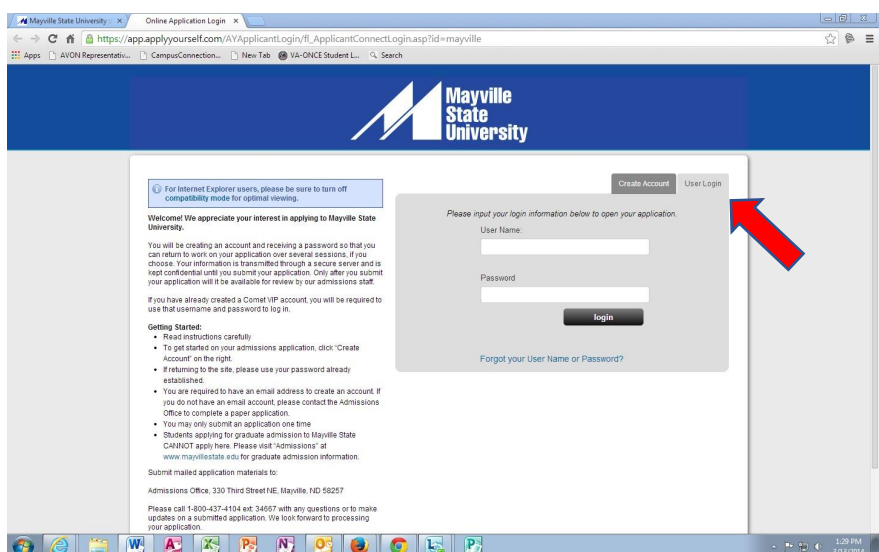 Mayville State University ::
Online Application Login
https://app.applyyourself.com/AYApplicantLogin/fl_ApplicantConnectLogin.asp?id=mayville
Apps AVON Representativ... CampusConnection... New Tab VA-ONCE Student L... Search
Mayville
State
University
For Internet Explorer users, please be sure to turn off
compatibility mode for optimal viewing.
Create Account User Login
Welcome! We appreciate your interest in applying to Mayville State
University.
You will be creating an account and receiving a password so that you
can return to work on your application over several sessions, if you
choose. Your information is transmitted through a secure server and is
kept confidential until you submit your application. Only after you submit
your application will it be available for review by our admissions staff.
If you have already created a Comet VIP account, you will be required to
use that username and password to log in.
Getting Started:
• Read instructions carefully
• To get started on your admissions application, click "Create
Account" on the right.
• If returning to the site, please use your password already
established.
• You are required to have an email address to create an account. If
you do not have an email account, please contact the Admissions
Office to complete a paper application.
• You may only submit an application one time
• Students applying for graduate admission to Mayville State
CANNOT apply here. Please visit "Admissions" at
www.mayvillestate.edu for graduate admission information.
Submit mailed application materials to:
Admissions Office, 330 Third Street NE, Mayville, ND 58257
Please call 1-800-437-4104 ext: 34667 with any questions or to make
updates on a submitted application. We look forward to processing
your application.
Please input your login information below to open your application.
User Name:
Password
login
Forgot your User Name or Password?
1:29 PM